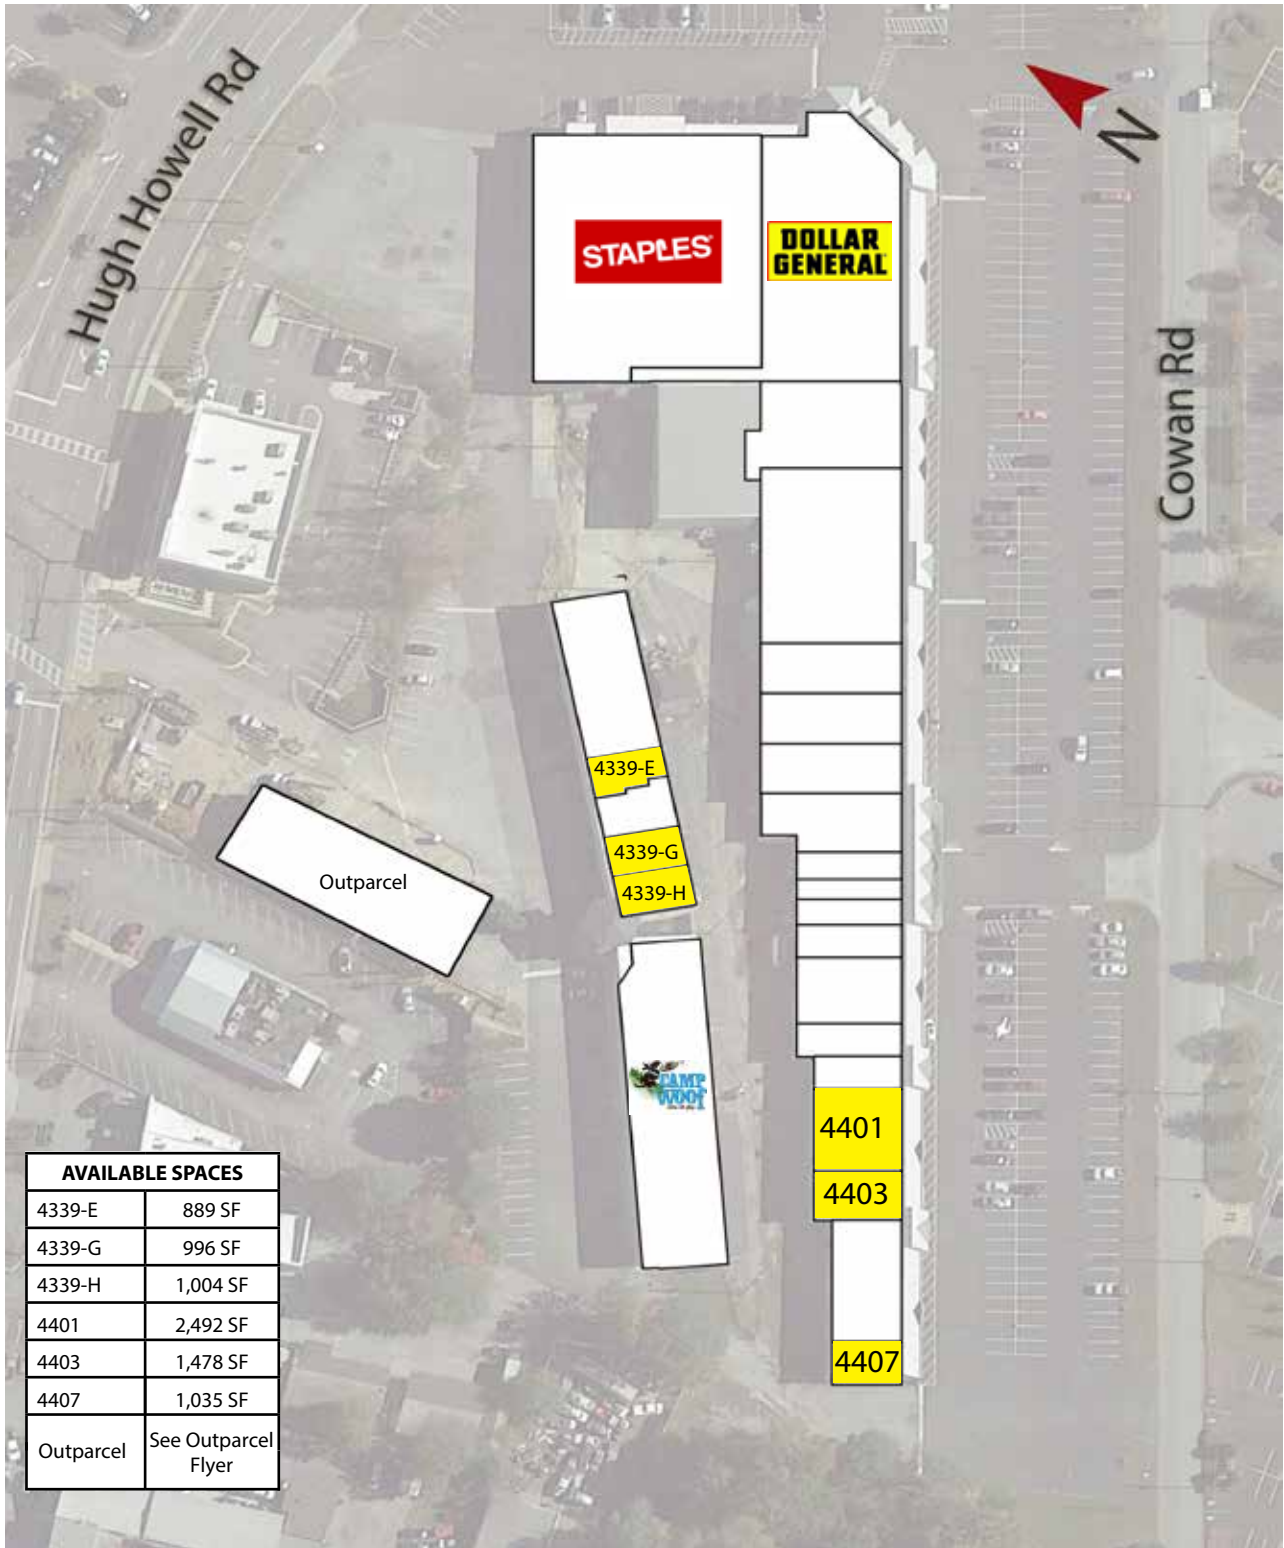 Hugh Howell Rd
N
STAPLES
DOLLAR
GENERAL
Cowan Rd
4339-E
4339-G
4339-H
Outparcel
CAMP
WOOF
4401
4403
4407
AVAILABLE SPACES
4339-E 889 SF
4339-G 996 SF
4339-H 1,004 SF
4401 2,492 SF
4403 1,478 SF
4407 1,035 SF
Outparcel See Outparcel
Flyer